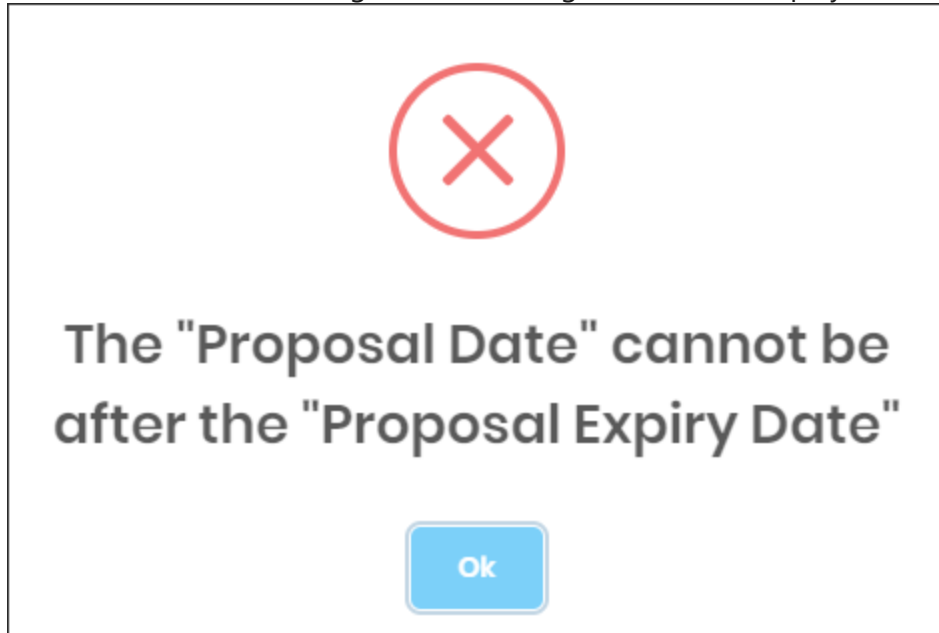 The "Proposal Date" cannot be
after the "Proposal Expiry Date"
Ok